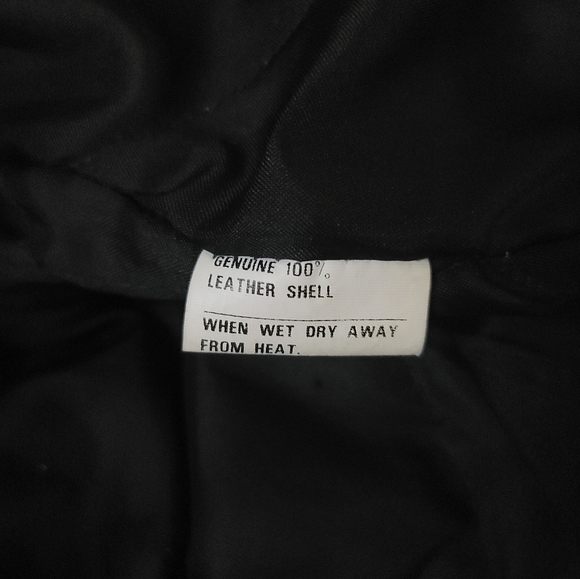 GENUINE 100%
LEATHER SHELL
WHEN WET DRY AWAY
FROM HEAT.